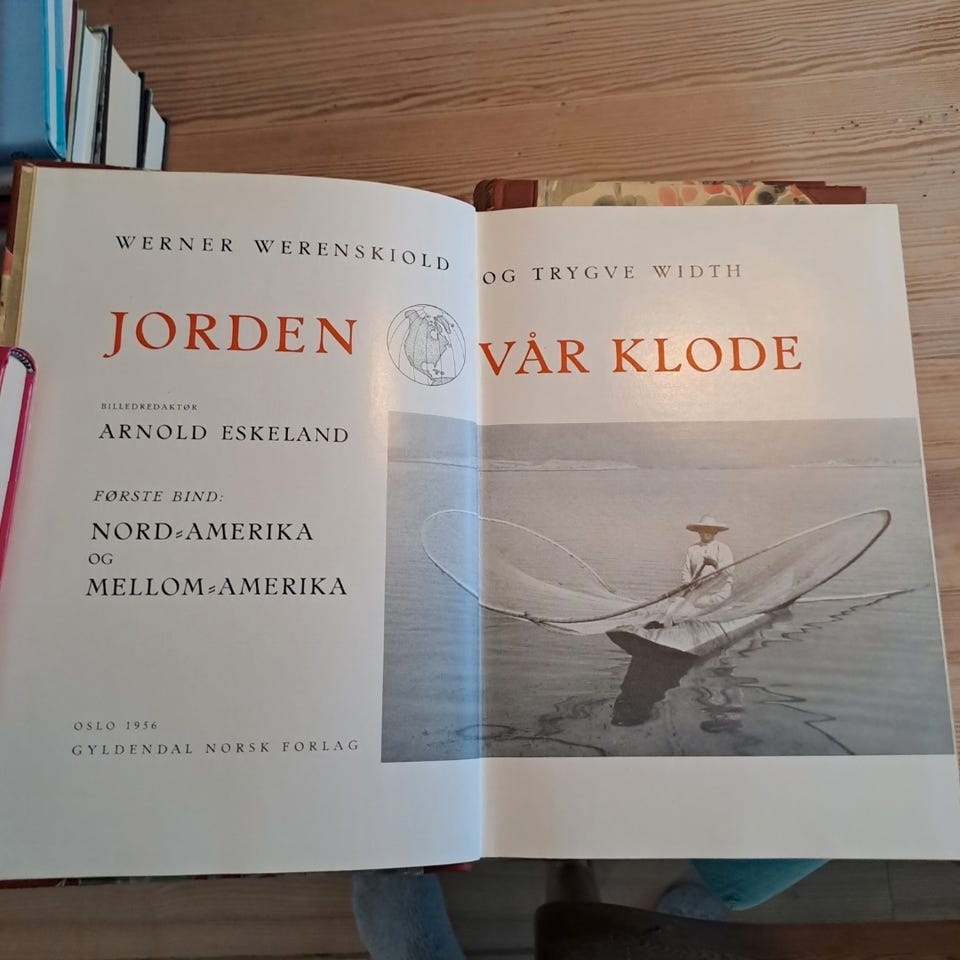 WERNER WERENSKIOLD OG TRYGVE WIDTH
JORDEN VÅR KLODE
BILLEDREDAKTØR
ARNOLD ESKELAND
FØRSTE BIND:
NORD-AMERIKA
OG
MELLOM-AMERIKA
OSLO 1956
GYLDENDAL NORSK FORLAG